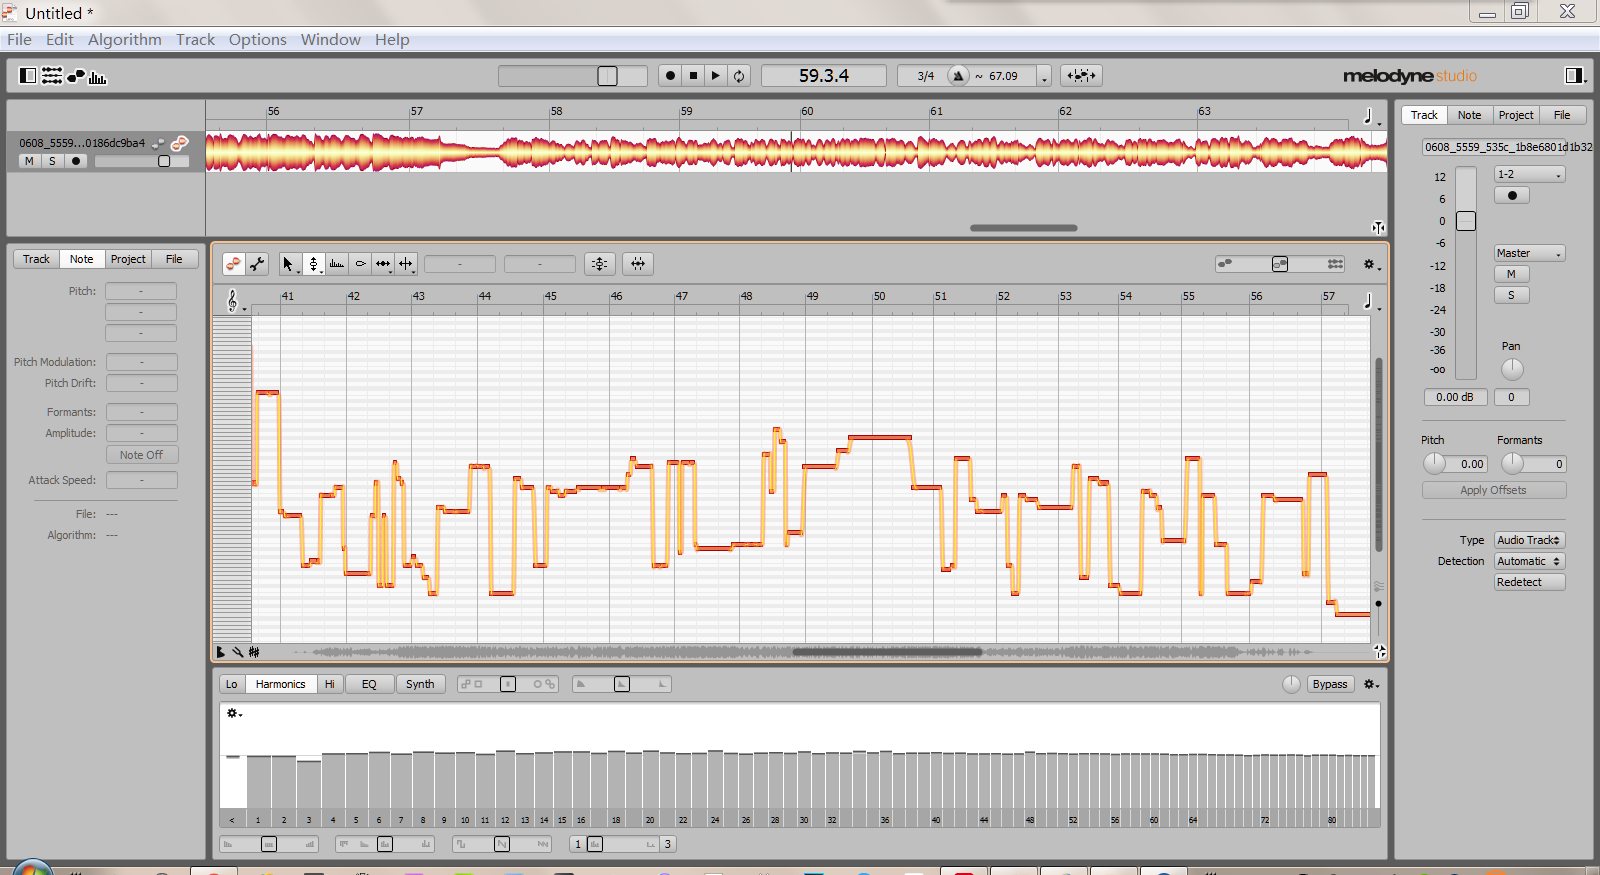 Untitled *
File Edit Algorithm Track Options Window Help
59.3.4 3/4 ~ 67.09 melodyne studio
56 57 58 59 60 61 62 63
0608_5559...0186dc9ba4
M S
Track Note Project File
Pitch: -
-
-
Pitch Modulation: -
Pitch Drift: -
Formants: -
Amplitude: -
Note Off
Attack Speed: -
File: ---
Algorithm: ---
- -
41 42 43 44 45 46 47 48 49 50 51 52 53 54 55 56 57
Lo Harmonics Hi EQ Synth Bypass
< 1 2 3 4 5 6 7 8 9 10 11 12 13 14 15 16 18 20 22 24 26 28 30 32 36 40 44 48 52 56 60 64 72 80
1 3
Track Note Project File
0608_5559_535c_1b8e6801d1b32
12 1-2
6
0
-6 Master
-12 M
-18 S
-24
-30
-36 Pan
-oo
0.00 dB 0
Pitch Formants
0.00 0
Apply Offsets
Type Audio Track
Detection Automatic
Redetect